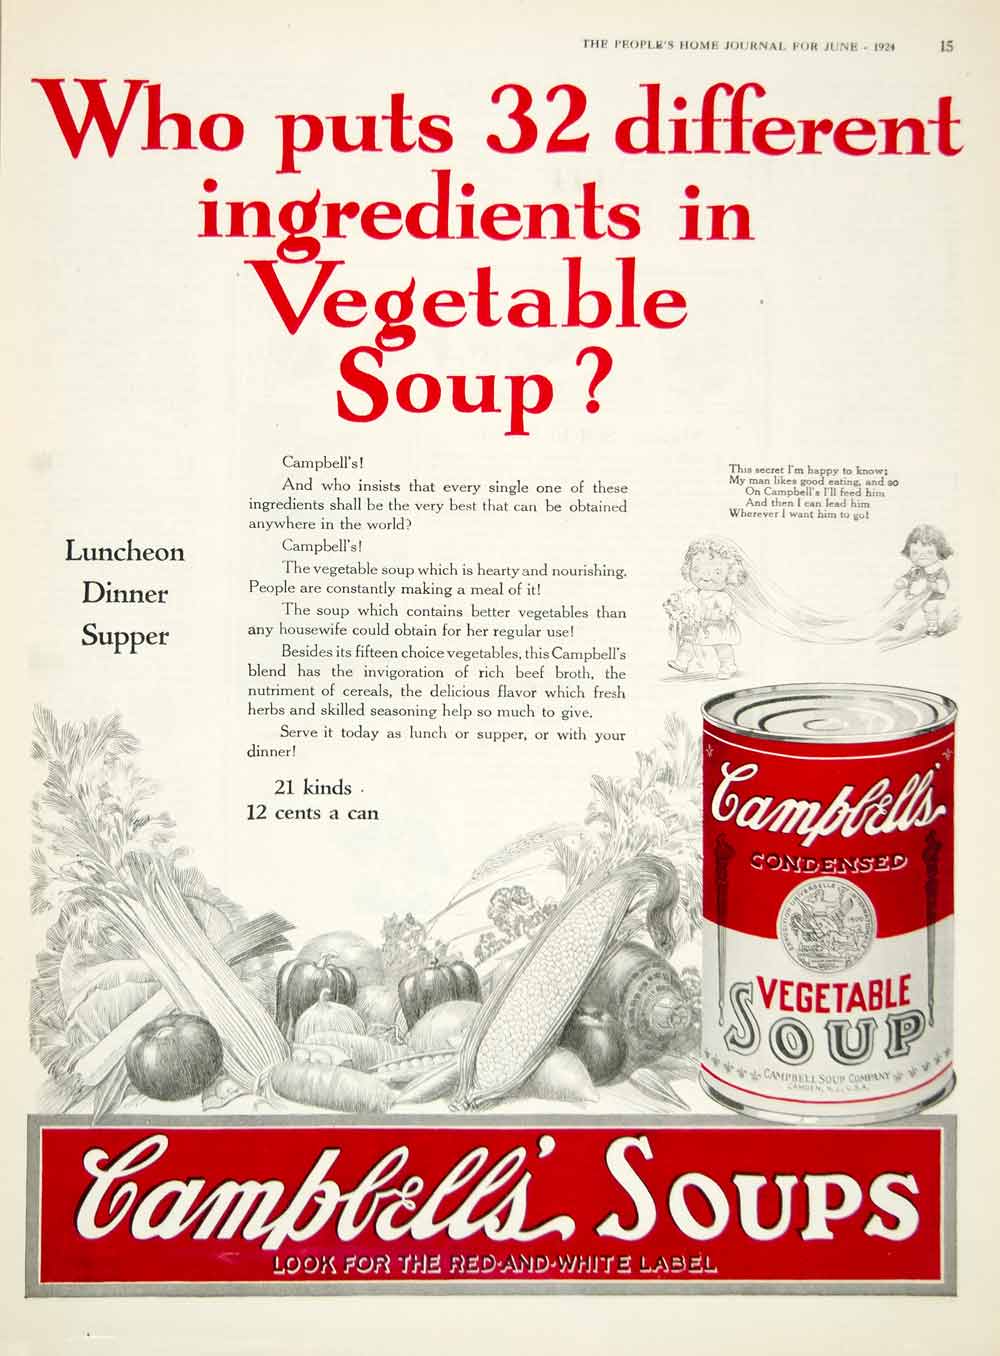 THE PEOPLE'S HOME JOURNAL FOR JUNE - 1924 15
Who puts 32 different
ingredients in
Vegetable
Soup?
Campbell's!
And who insists that every single one of these
ingredients shall be the very best that can be obtained
anywhere in the world?
Campbell's!
The vegetable soup which is hearty and nourishing.
People are constantly making a meal of it!
The soup which contains better vegetables than
any housewife could obtain for her regular use!
Besides its fifteen choice vegetables, this Campbell's
blend has the invigoration of rich beef broth, the
nutriment of cereals, the delicious flavor which fresh
herbs and skilled seasoning help so much to give.
Serve it today as lunch or supper, or with your
dinner!
21 kinds
12 cents a can
Luncheon
Dinner
Supper
This secret I'm happy to know;
My man likes good eating, and so
On Campbell's I'll feed him
And then I can lead him
Wherever I want him to go!
Campbell's
CONDENSED
EXPOSITION UNIVERSELLE INTERNATIONALE
1900
VEGETABLE
SOUP
CAMPBELL SOUP COMPANY
CAMDEN, N.J., U.S.A.
Campbell's SOUPS
LOOK FOR THE RED-AND-WHITE LABEL